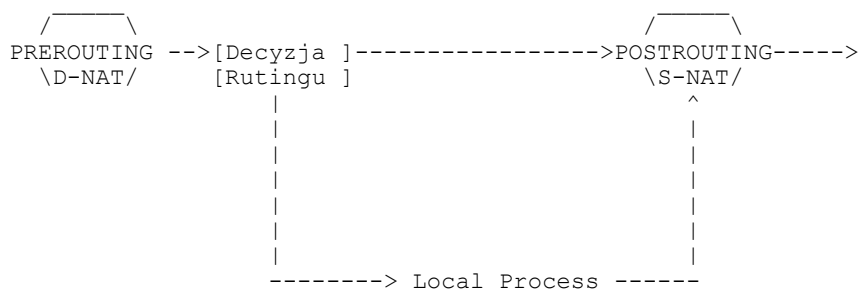 PREROUTING -->[Decyzja ]----------------->POSTROUTING----->
\D-NAT/ [Rutingu ] \S-NAT/
--------> Local Process ------